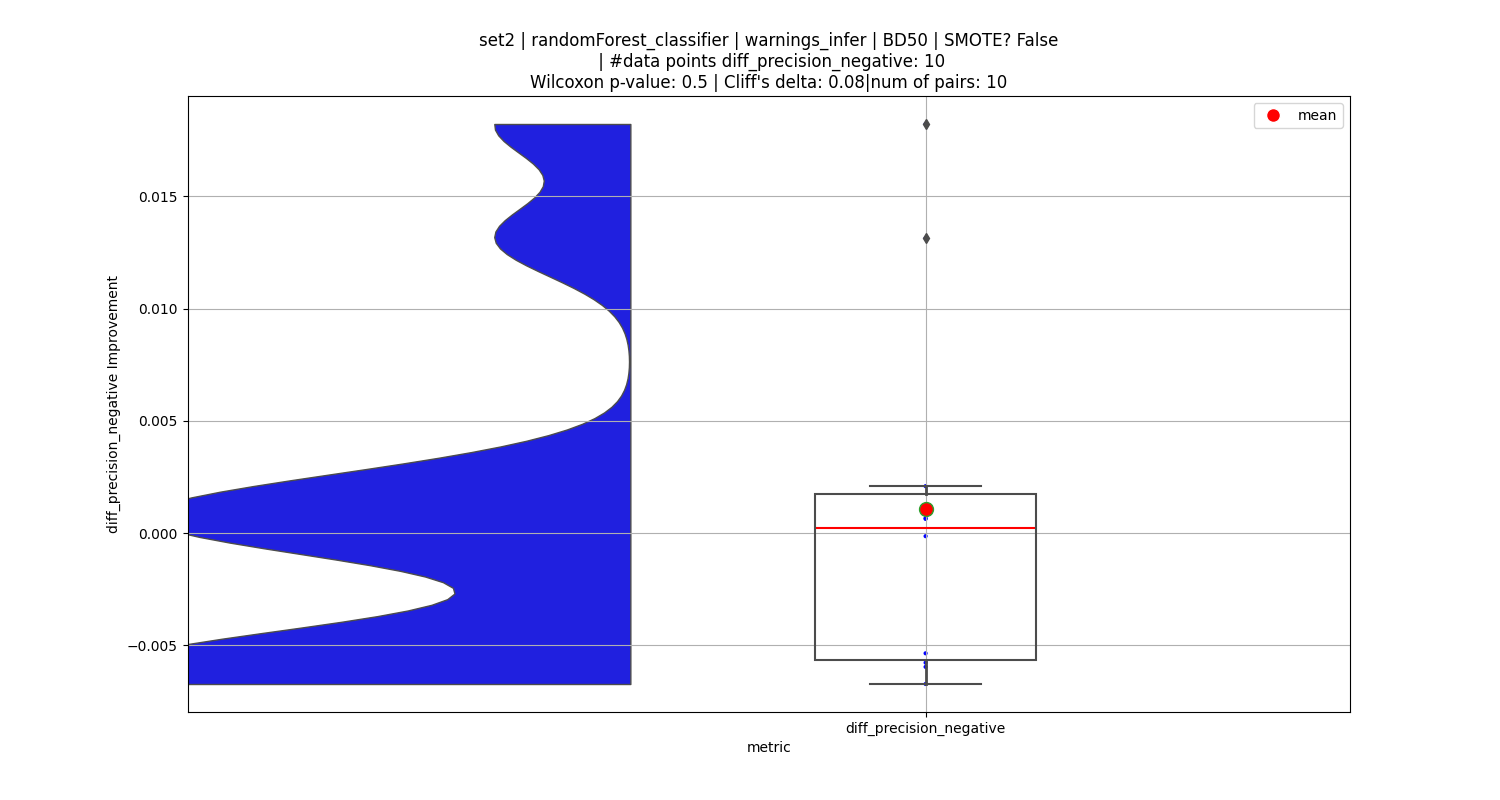 set2 | randomForest_classifier | warnings_infer | BD50 | SMOTE? False
| #data points diff_precision_negative: 10
Wilcoxon p-value: 0.5 | Cliff's delta: 0.08|num of pairs: 10
mean
0.015
0.010
0.005
0.000
−0.005
diff_precision_negative Improvement
diff_precision_negative
metric